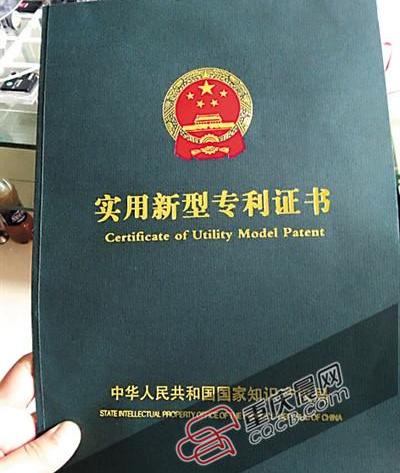 实用新型专利证书
Certificate of Utility Model Patent
中华人民共和国国家知识
STATE INTELLECTUAL PROPERTY OFFICE OF THE OF CHINA
重庆晨网
CQCB.COM